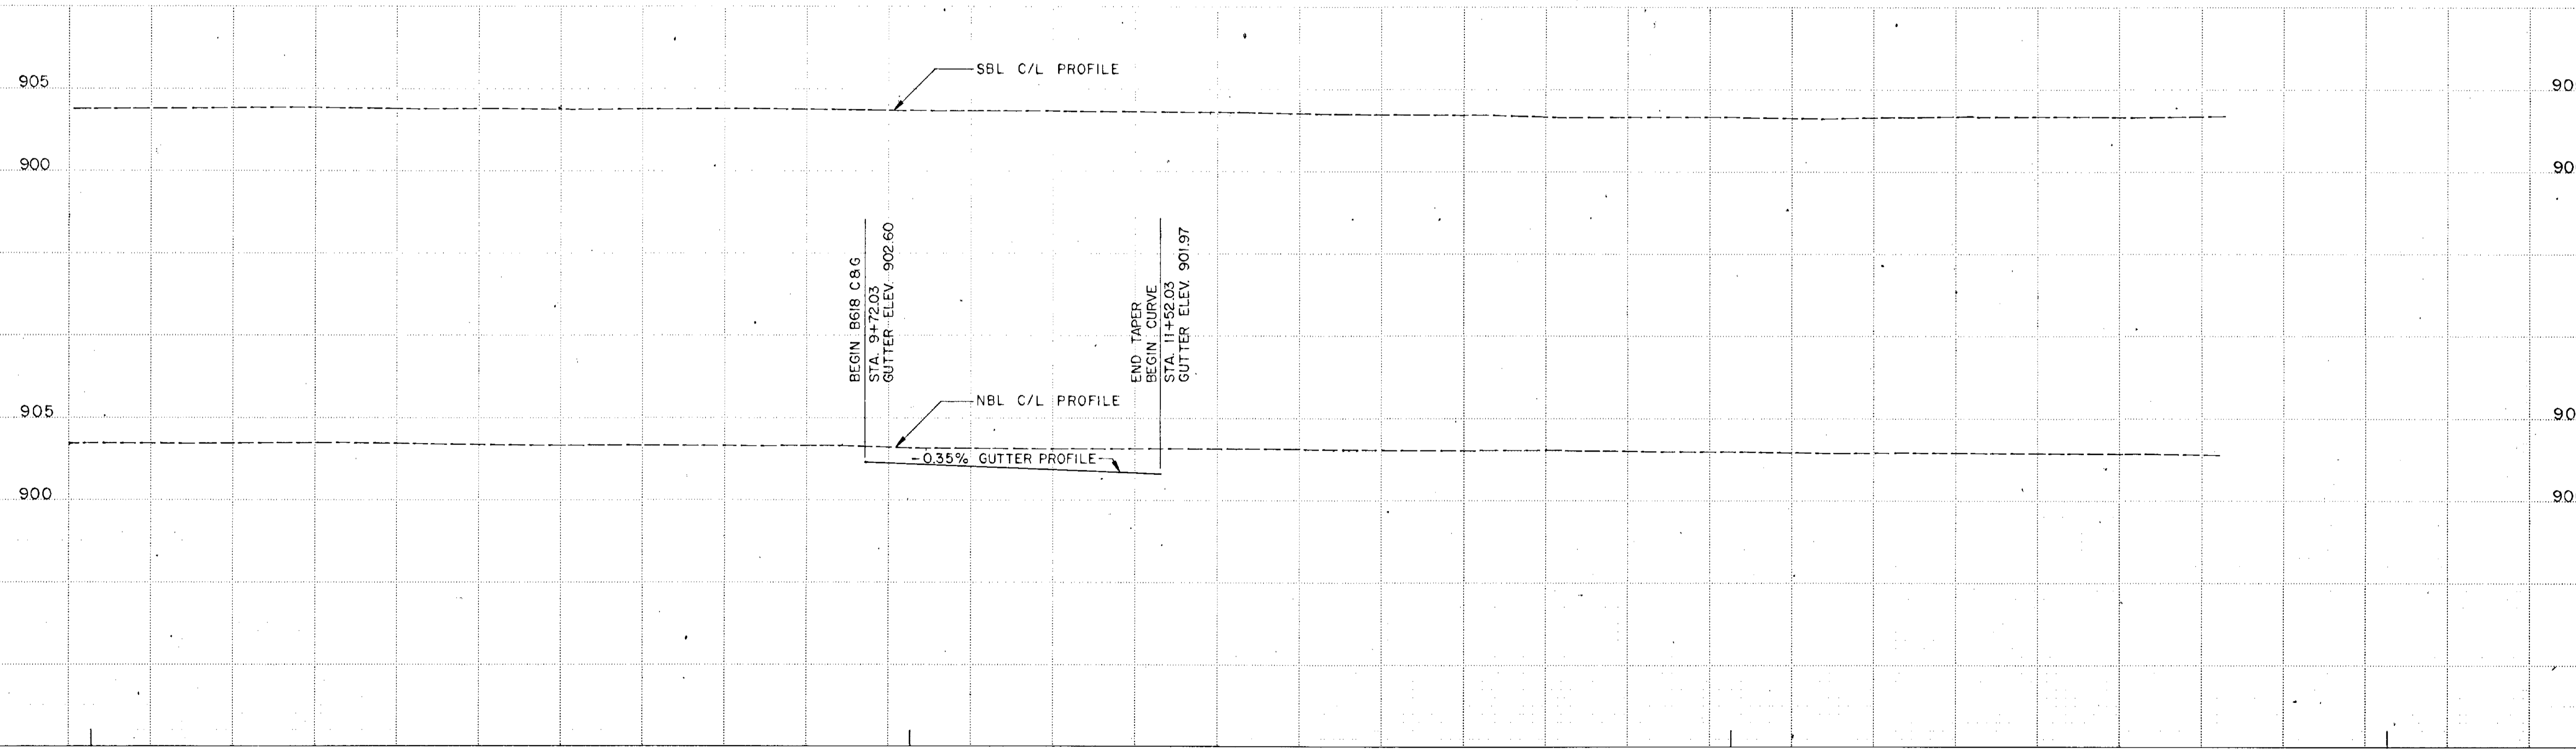 905
SBL C/L PROFILE
90
900
90
BEGIN B618 C&G
STA. 9+72.03
GUTTER ELEV. 902.60
END TAPER
BEGIN CURVE
STA. 11+52.03
GUTTER ELEV. 901.97
905
NBL C/L PROFILE
90
-0.35% GUTTER PROFILE
900
90